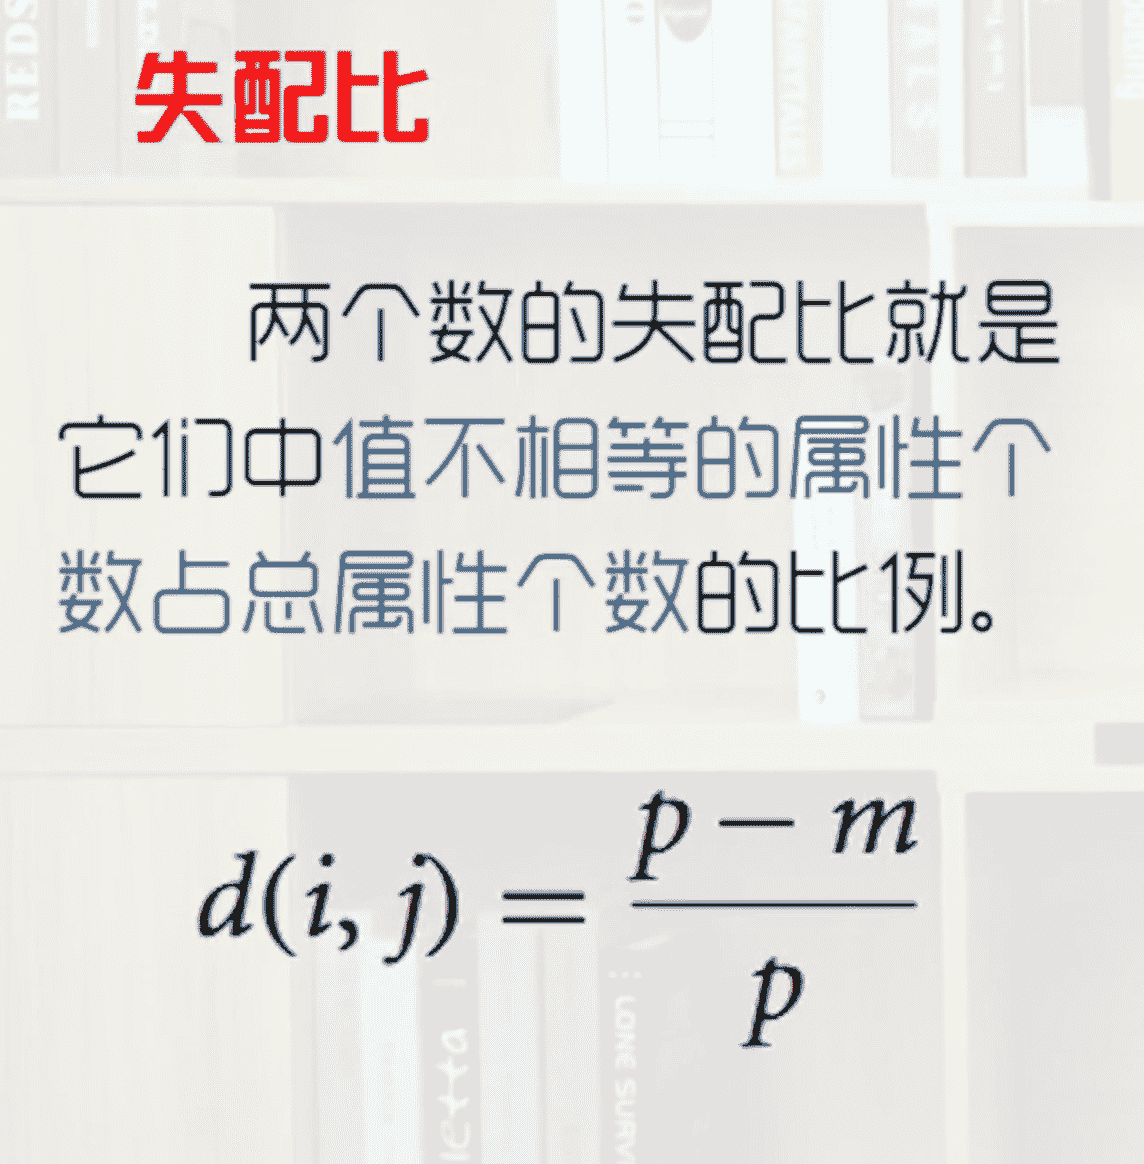 失配比
两个数的失配比就是
它们中值不相等的属性个
数占总属性个数的比例。
d(i, j) = \frac{p - m}{p}